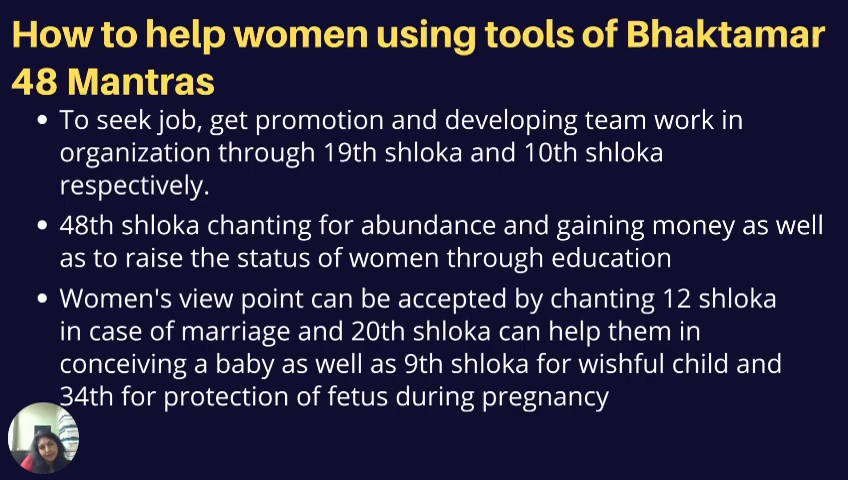 How to help women using tools of Bhaktamar
48 Mantras
• To seek job, get promotion and developing team work in
organization through 19th shloka and 10th shloka
respectively.
• 48th shloka chanting for abundance and gaining money as well
as to raise the status of women through education
• Women's view point can be accepted by chanting 12 shloka
in case of marriage and 20th shloka can help them in
conceiving a baby as well as 9th shloka for wishful child and
34th for protection of fetus during pregnancy